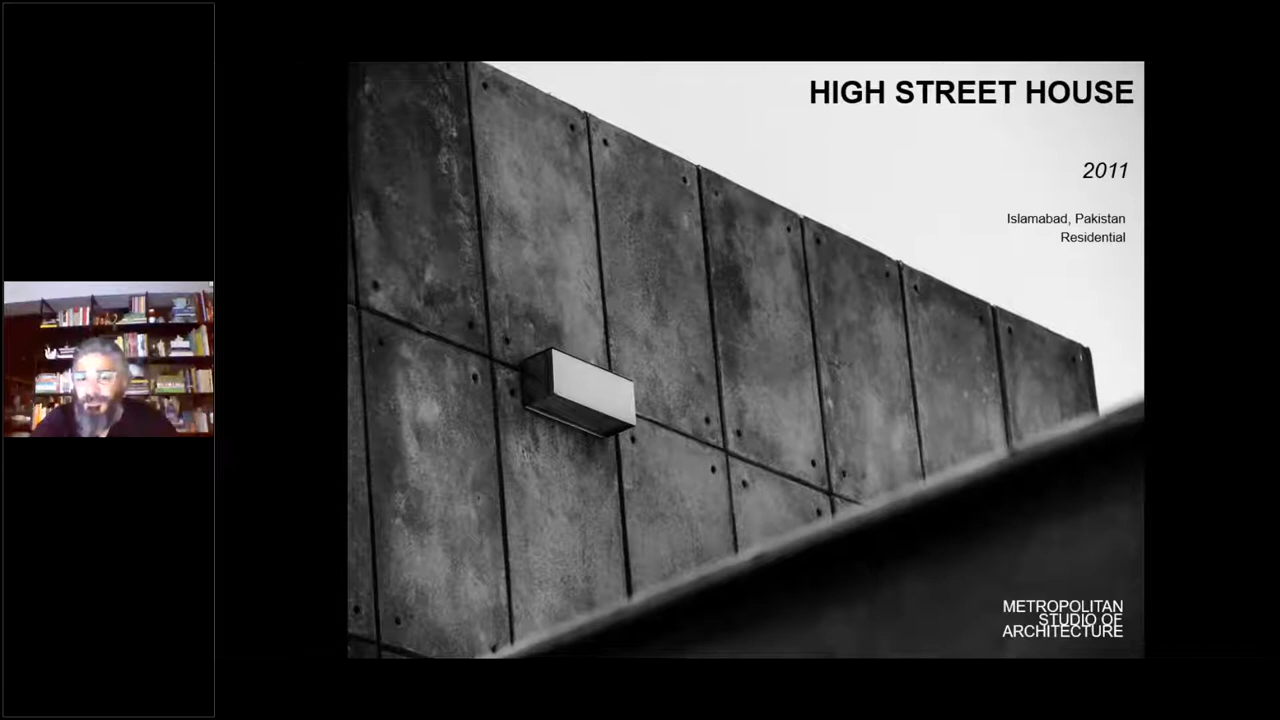 HIGH STREET HOUSE
2011
Islamabad, Pakistan
Residential
METROPOLITAN
STUDIO OF
ARCHITECTURE